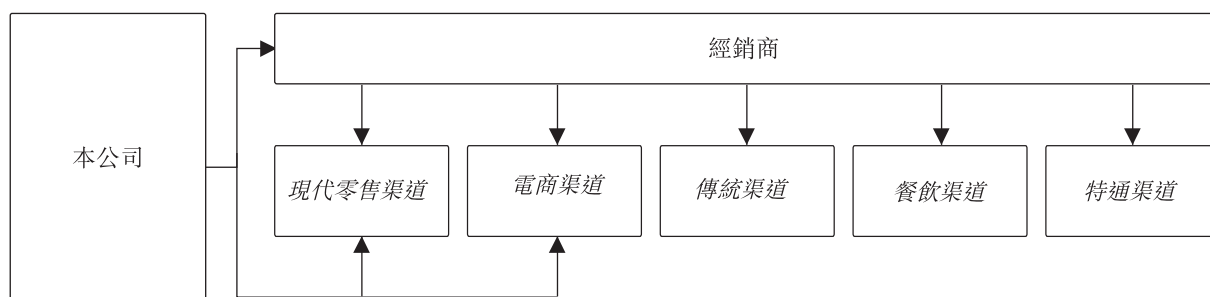 經銷商
本公司
現代零售渠道
電商渠道
傳統渠道
餐飲渠道
特通渠道